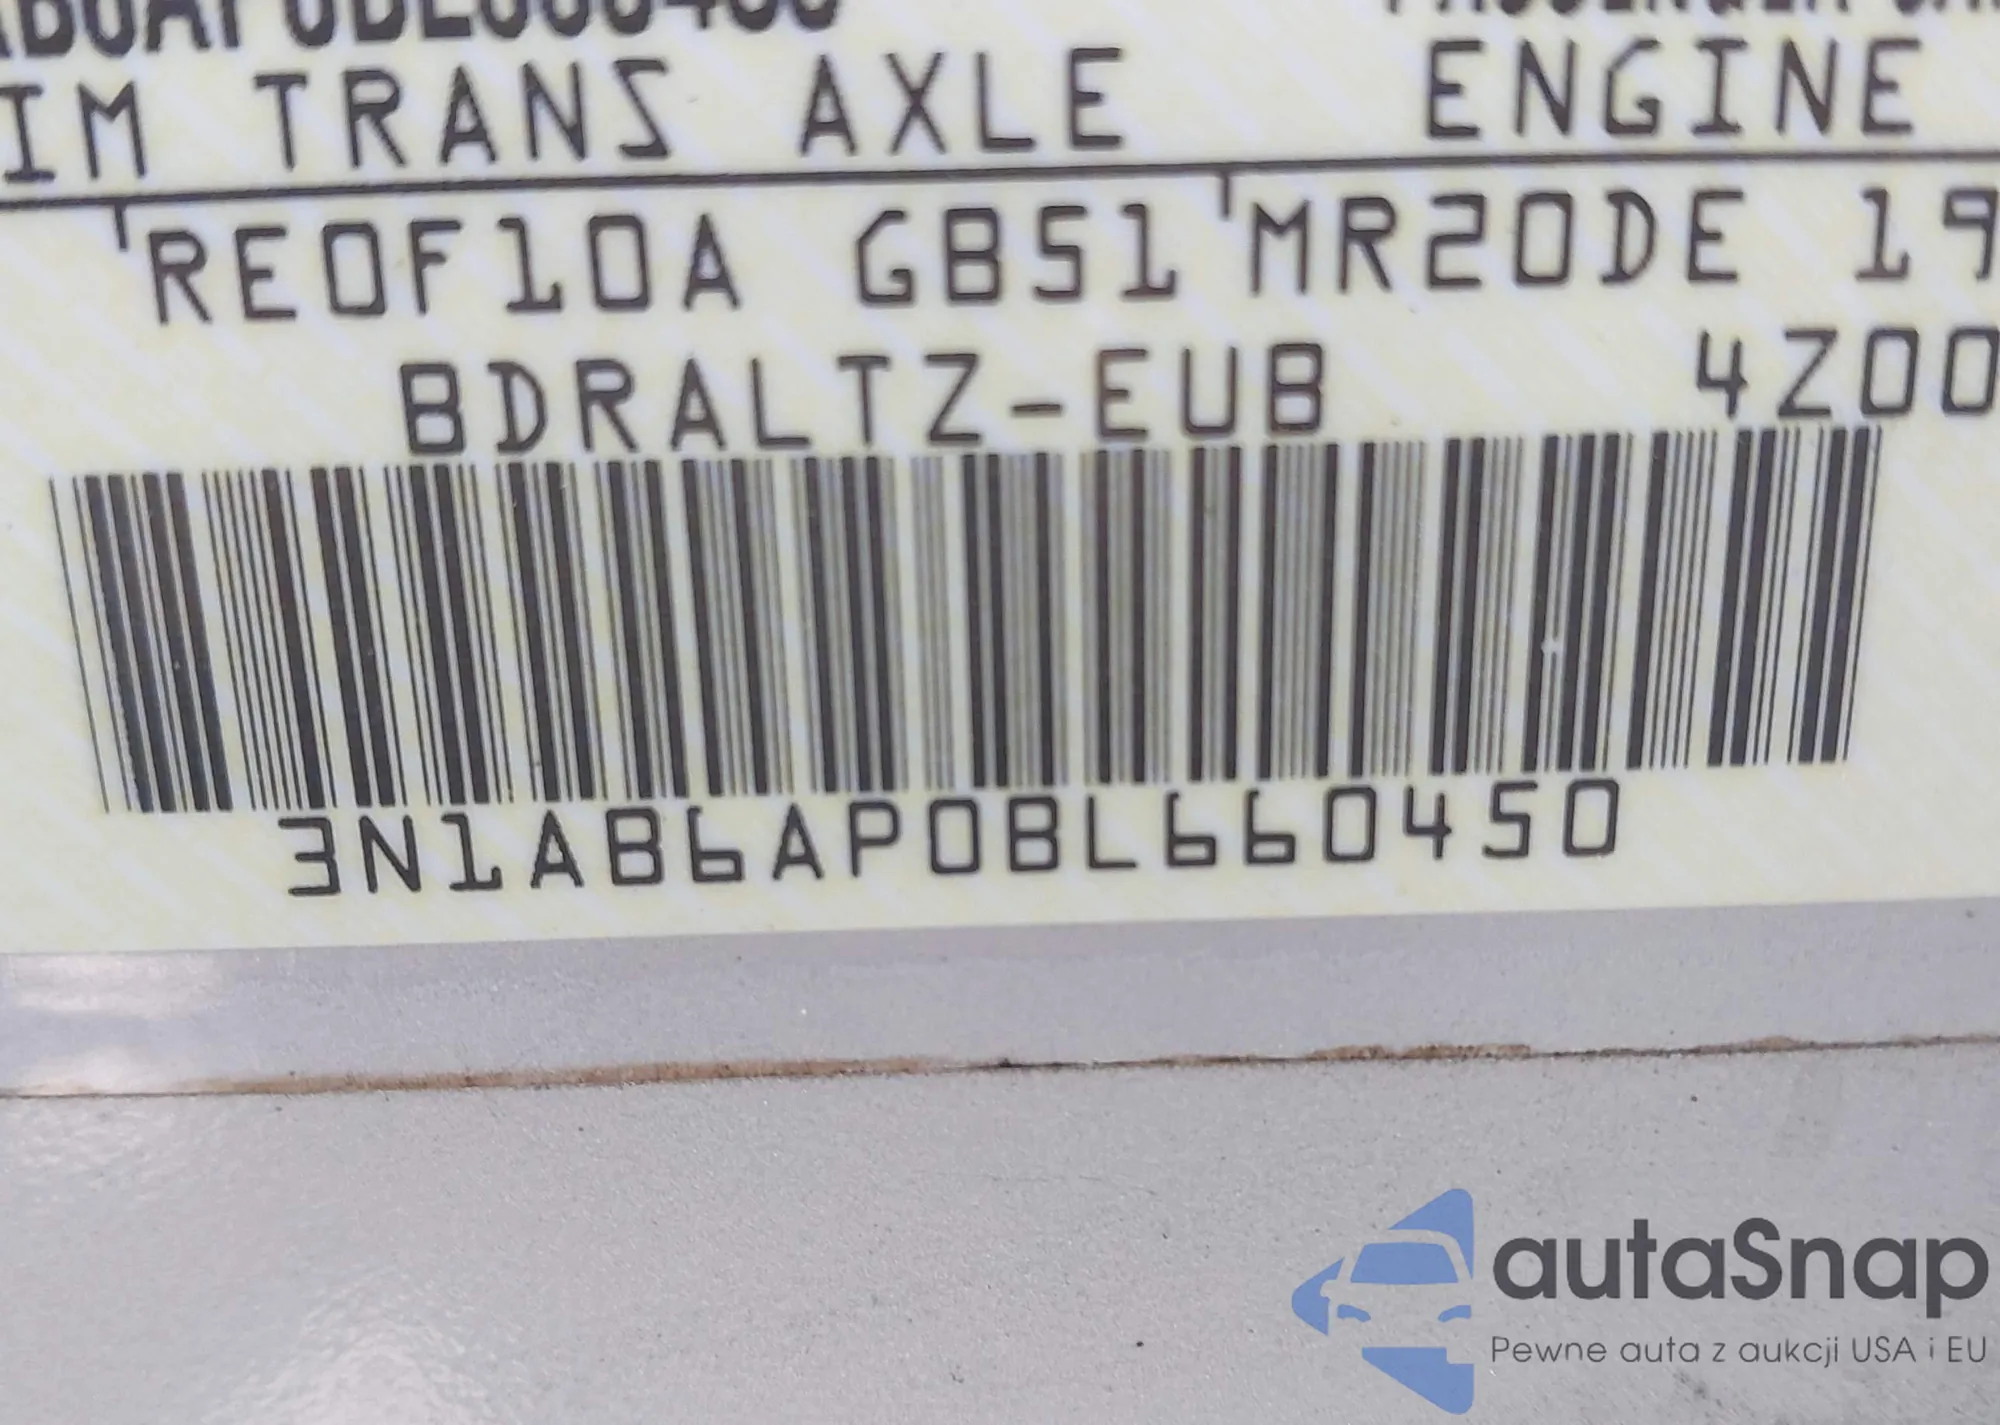 IM TRANS AXLE ENGINE
RE0F10A GB51 MR20DE 19
BDRALTZ-EUB 4Z00
3N1AB6AP0BL660450
autaSnap
Pewne auta z aukcji USA i EU